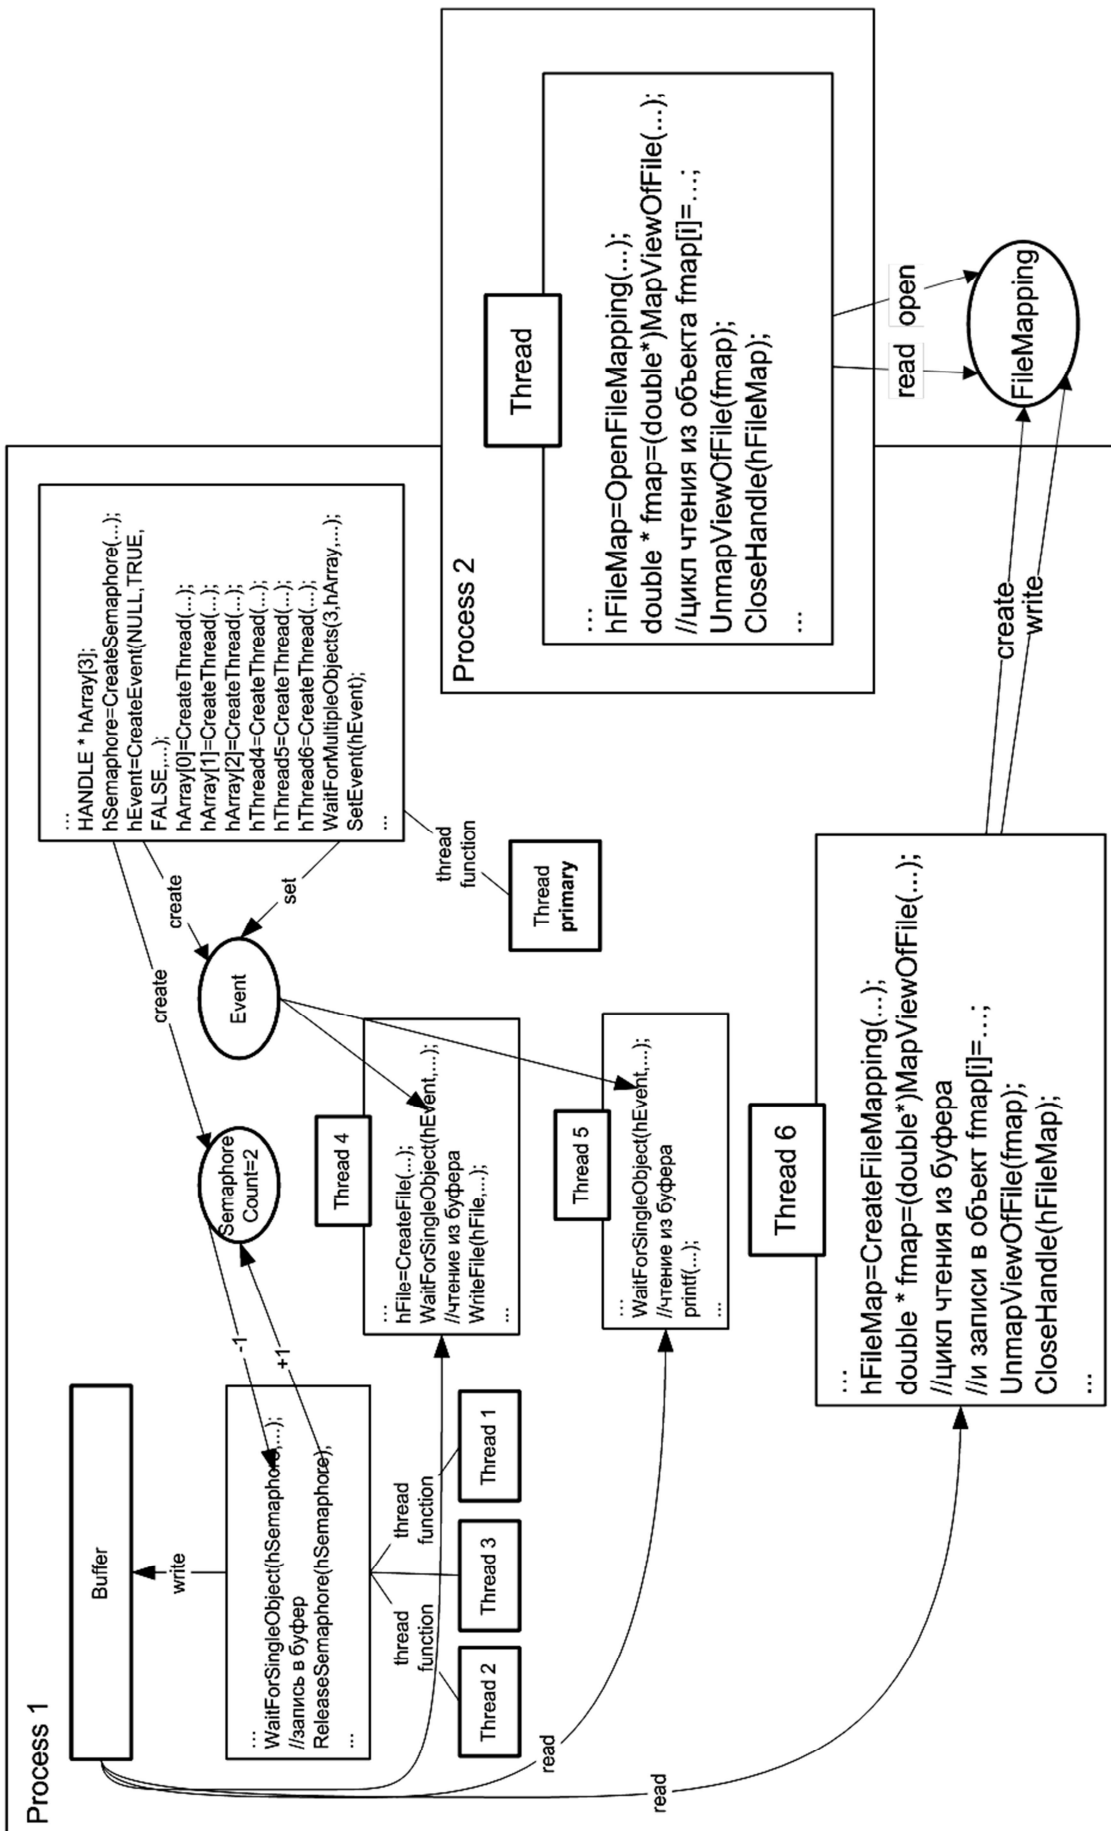 Process 1
Buffer
write
...
WaitForSingleObject(hSemaphore,...);
//запись в буфер
ReleaseSemaphore(hSemaphore);
...
thread
function
thread
function
Thread 2
Thread 3
Thread 1
-1
+1
Semaphore
Count=2
create
Event
create
set
...
HANDLE * hArray[3];
hSemaphore=CreateSemaphore(...);
hEvent=CreateEvent(NULL,TRUE,
FALSE,...);
hArray[0]=CreateThread(...);
hArray[1]=CreateThread(...);
hArray[2]=CreateThread(...);
hThread4=CreateThread(...);
hThread5=CreateThread(...);
hThread6=CreateThread(...);
WaitForMultipleObjects(3,hArray,...);
SetEvent(hEvent);
...
thread
function
Thread
primary
Thread 4
...
hFile=CreateFile(...);
WaitForSingleObject(hEvent,...);
//чтение из буфера
WriteFile(hFile,...);
...
Thread 5
...
WaitForSingleObject(hEvent,...);
//чтение из буфера
printf(...);
...
read
read
Thread 6
...
hFileMap=CreateFileMapping(...);
double * fmap=(double*)MapViewOfFile(...);
//цикл чтения из буфера
//и записи в объект fmap[i]=...;
UnmapViewOfFile(fmap);
CloseHandle(hFileMap);
...
create
write
Process 2
Thread
...
hFileMap=OpenFileMapping(...);
double * fmap=(double*)MapViewOfFile(...);
//цикл чтения из объекта fmap[i]=...;
UnmapViewOfFile(fmap);
CloseHandle(hFileMap);
...
read
open
FileMapping